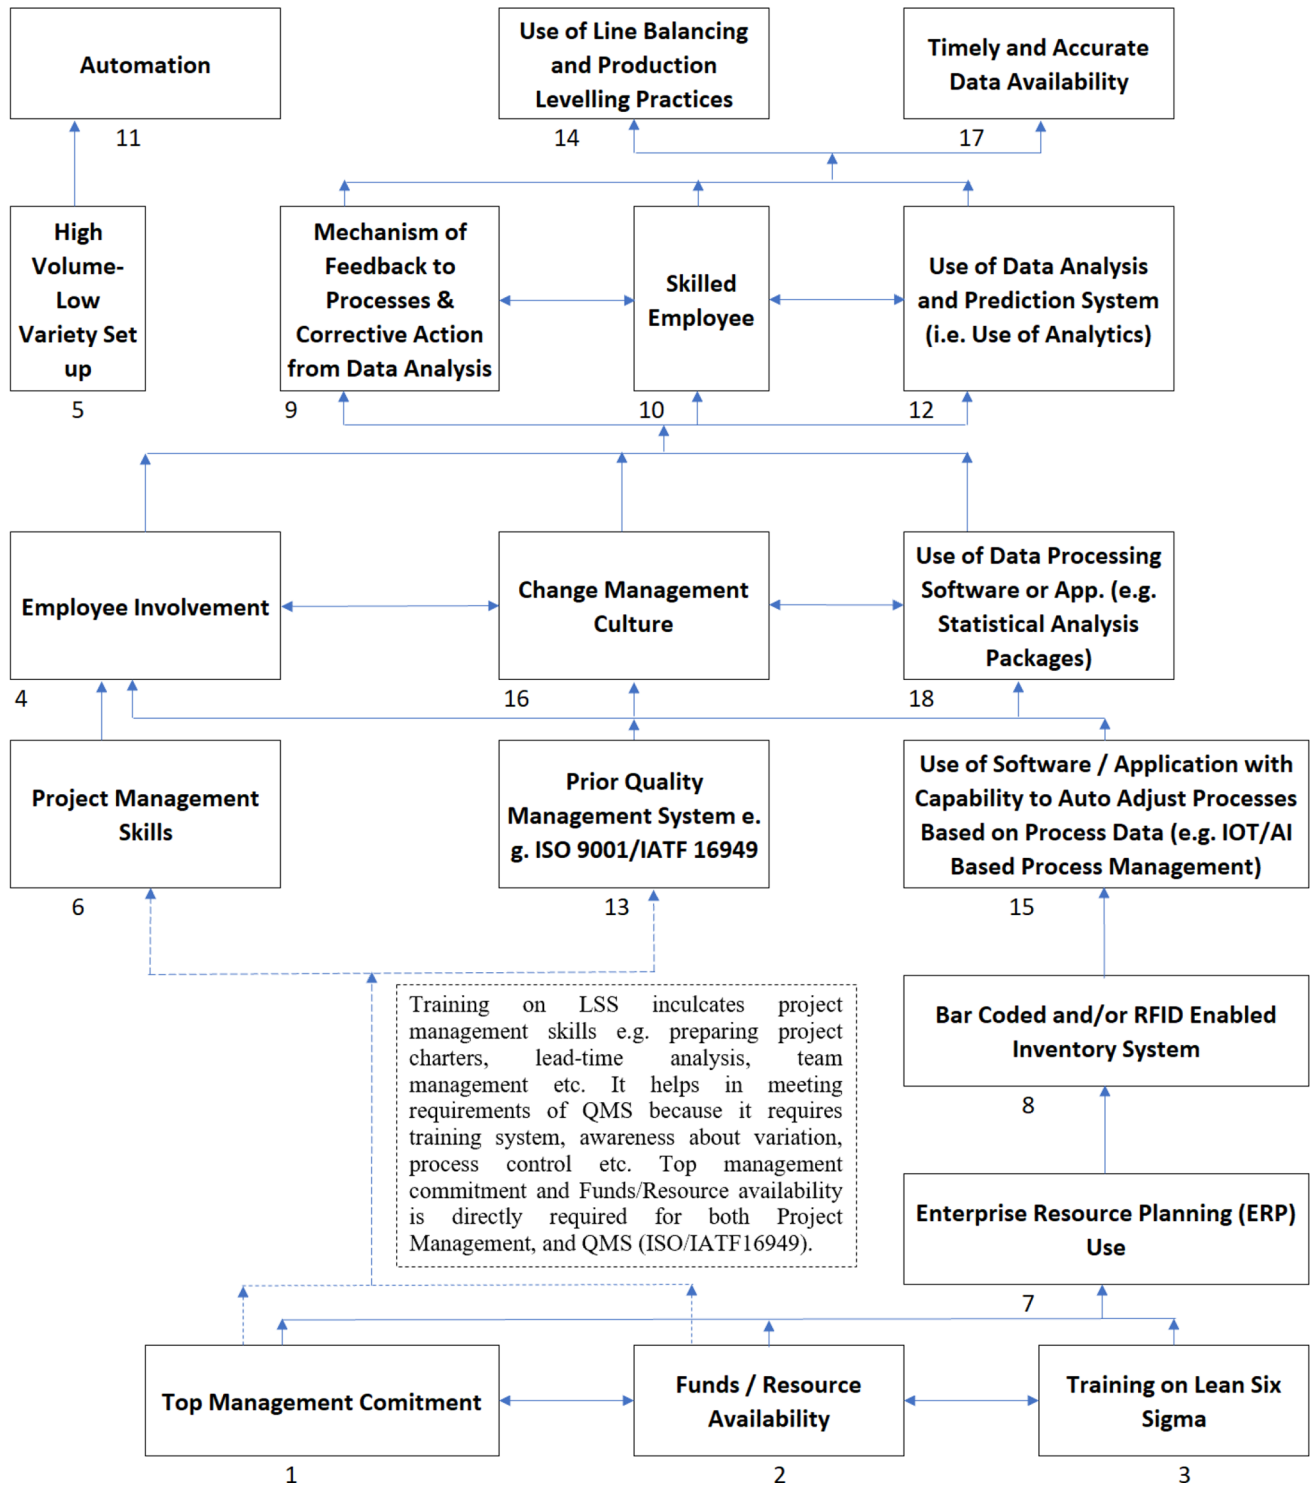 Automation
11
Use of Line Balancing
and Production
Levelling Practices
14
Timely and Accurate
Data Availability
17
High
Volume-
Low
Variety Set
up
5
Mechanism of
Feedback to
Processes &
Corrective Action
from Data Analysis
9
Skilled
Employee
10
Use of Data Analysis
and Prediction System
(i.e. Use of Analytics)
12
Employee Involvement
4
Change Management
Culture
16
Use of Data Processing
Software or App. (e.g.
Statistical Analysis
Packages)
18
Project Management
Skills
6
Prior Quality
Management System e.
g. ISO 9001/IATF 16949
13
Use of Software / Application with
Capability to Auto Adjust Processes
Based on Process Data (e.g. IOT/AI
Based Process Management)
15
Training on LSS inculcates project
management skills e.g. preparing project
charters, lead-time analysis, team
management etc. It helps in meeting
requirements of QMS because it requires
training system, awareness about variation,
process control etc. Top management
commitment and Funds/Resource availability
is directly required for both Project
Management, and QMS (ISO/IATF16949).
Bar Coded and/or RFID Enabled
Inventory System
8
Enterprise Resource Planning (ERP)
Use
7
Top Management Comitment
1
Funds / Resource
Availability
2
Training on Lean Six
Sigma
3